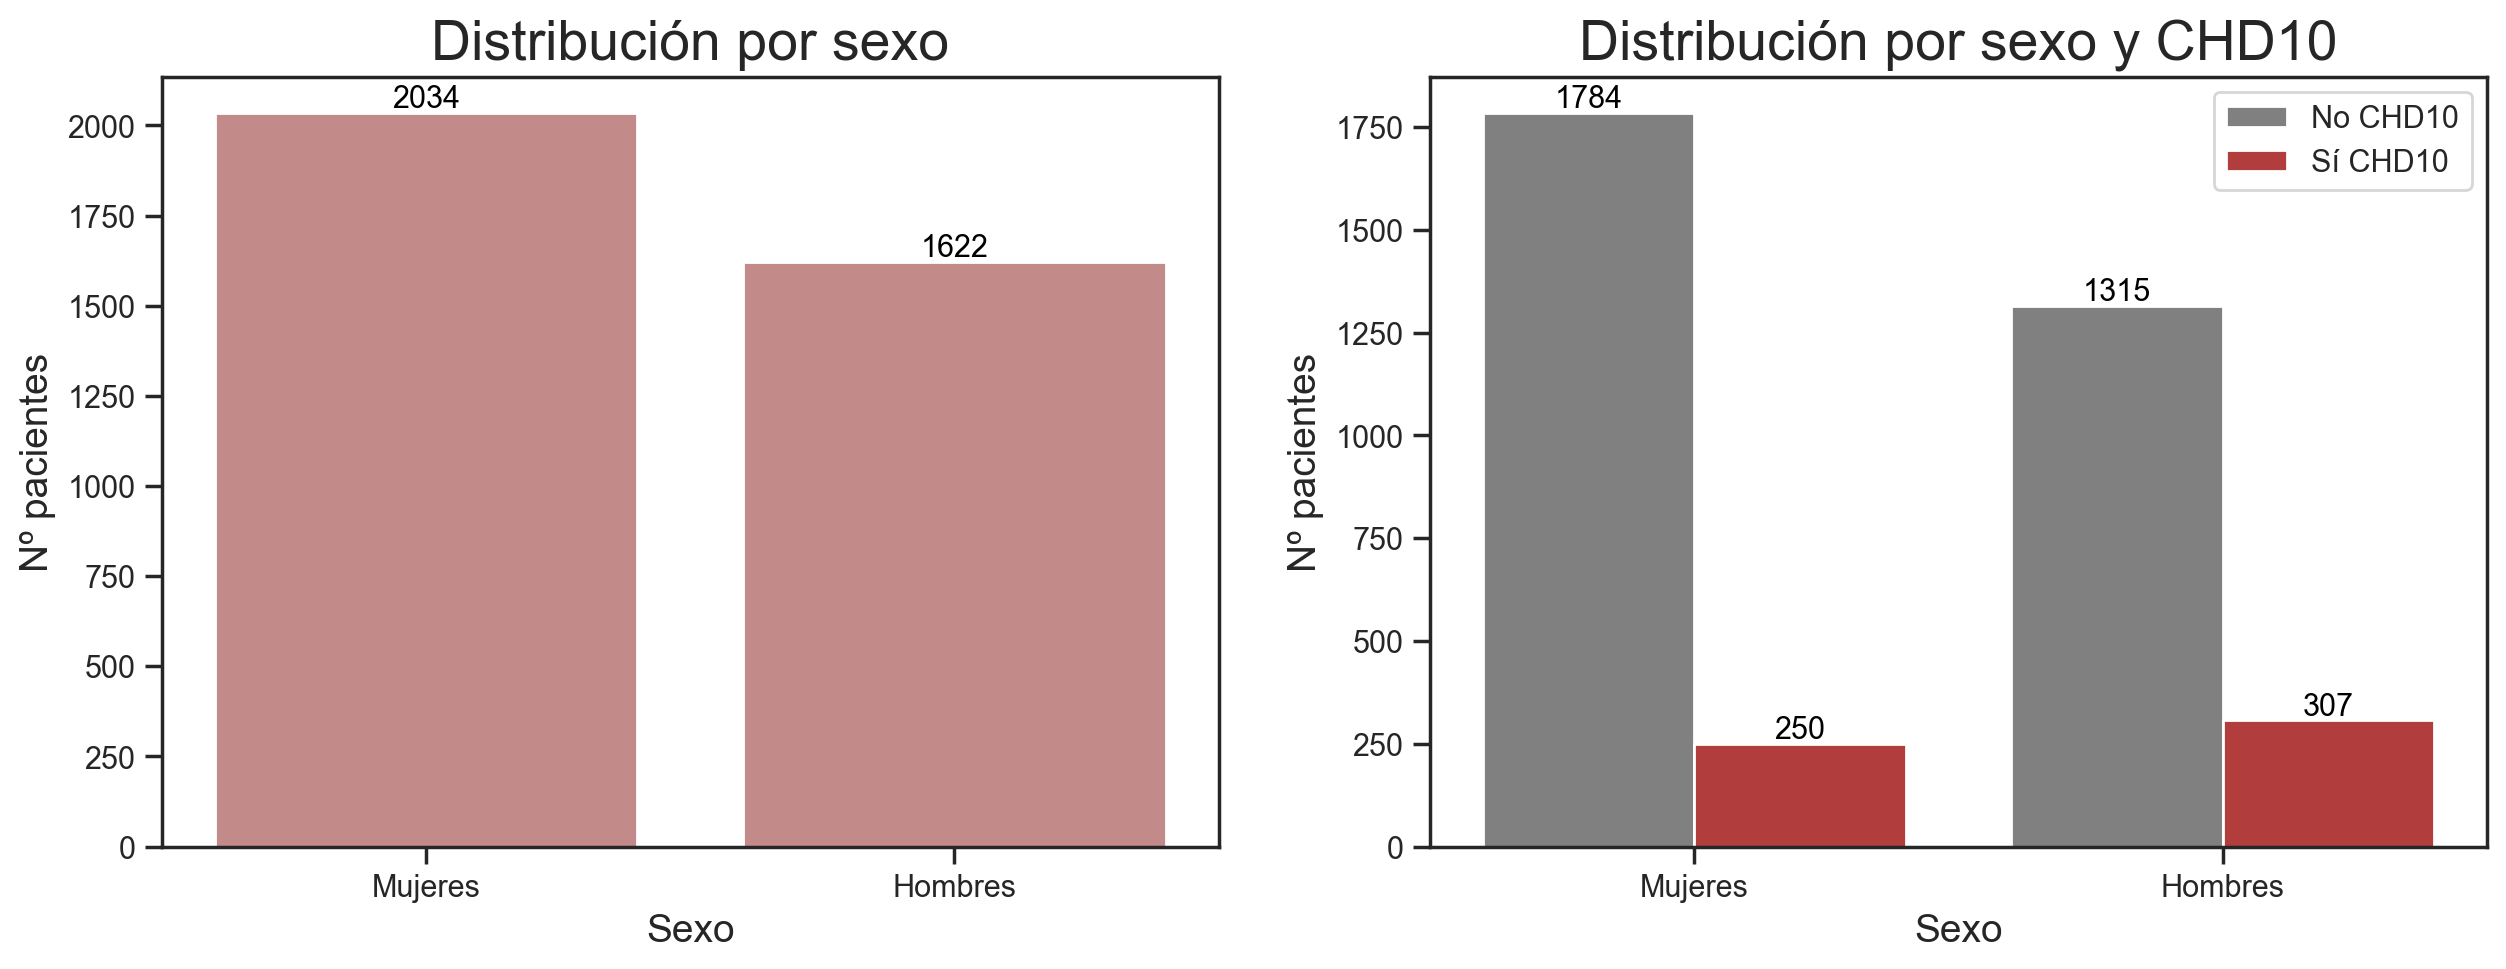 Distribución por sexo
2034
1622
2000
1750
1500
1250
1000
750
500
250
0
Nº pacientes
Mujeres
Hombres
Sexo
Distribución por sexo y CHD10
No CHD10
Sí CHD10
1784
250
1315
307
1750
1500
1250
1000
750
500
250
0
Nº pacientes
Mujeres
Hombres
Sexo